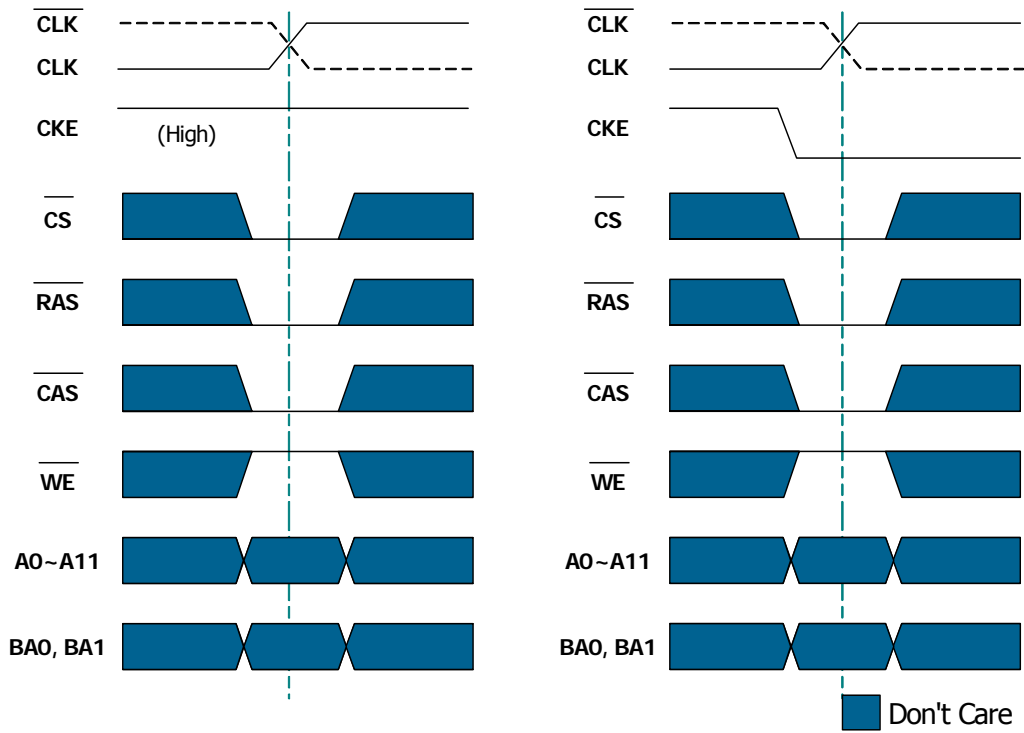 CLK
CLK
CKE
(High)
CS
RAS
CAS
WE
A0~A11
BA0, BA1
CLK
CLK
CKE
CS
RAS
CAS
WE
A0~A11
BA0, BA1
Don't Care